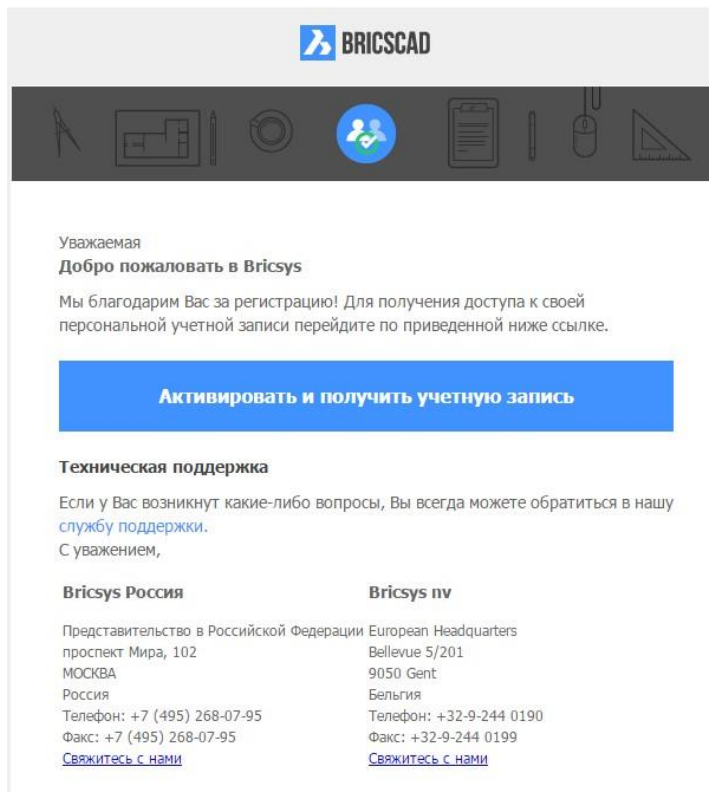 BRICSCAD
Уважаемая
Добро пожаловать в Bricsys
Мы благодарим Вас за регистрацию! Для получения доступа к своей
персональной учетной записи перейдите по приведенной ниже ссылке.
Активировать и получить учетную запись
Техническая поддержка
Если у Вас возникнут какие-либо вопросы, Вы всегда можете обратиться в нашу
службу поддержки.
С уважением,
Bricsys Россия
Представительство в Российской Федерации
проспект Мира, 102
МОСКВА
Россия
Телефон: +7 (495) 268-07-95
Факс: +7 (495) 268-07-95
Свяжитесь с нами
Bricsys nv
European Headquarters
Bellevue 5/201
9050 Gent
Бельгия
Телефон: +32-9-244 0190
Факс: +32-9-244 0199
Свяжитесь с нами